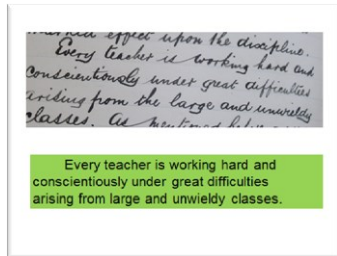 marked effect upon the discipline.
Every teacher is working hard and
conscientiously under great difficulties
arising from the large and unwieldy
classes. As mentioned
Every teacher is working hard and
conscientiously under great difficulties
arising from large and unwieldy classes.